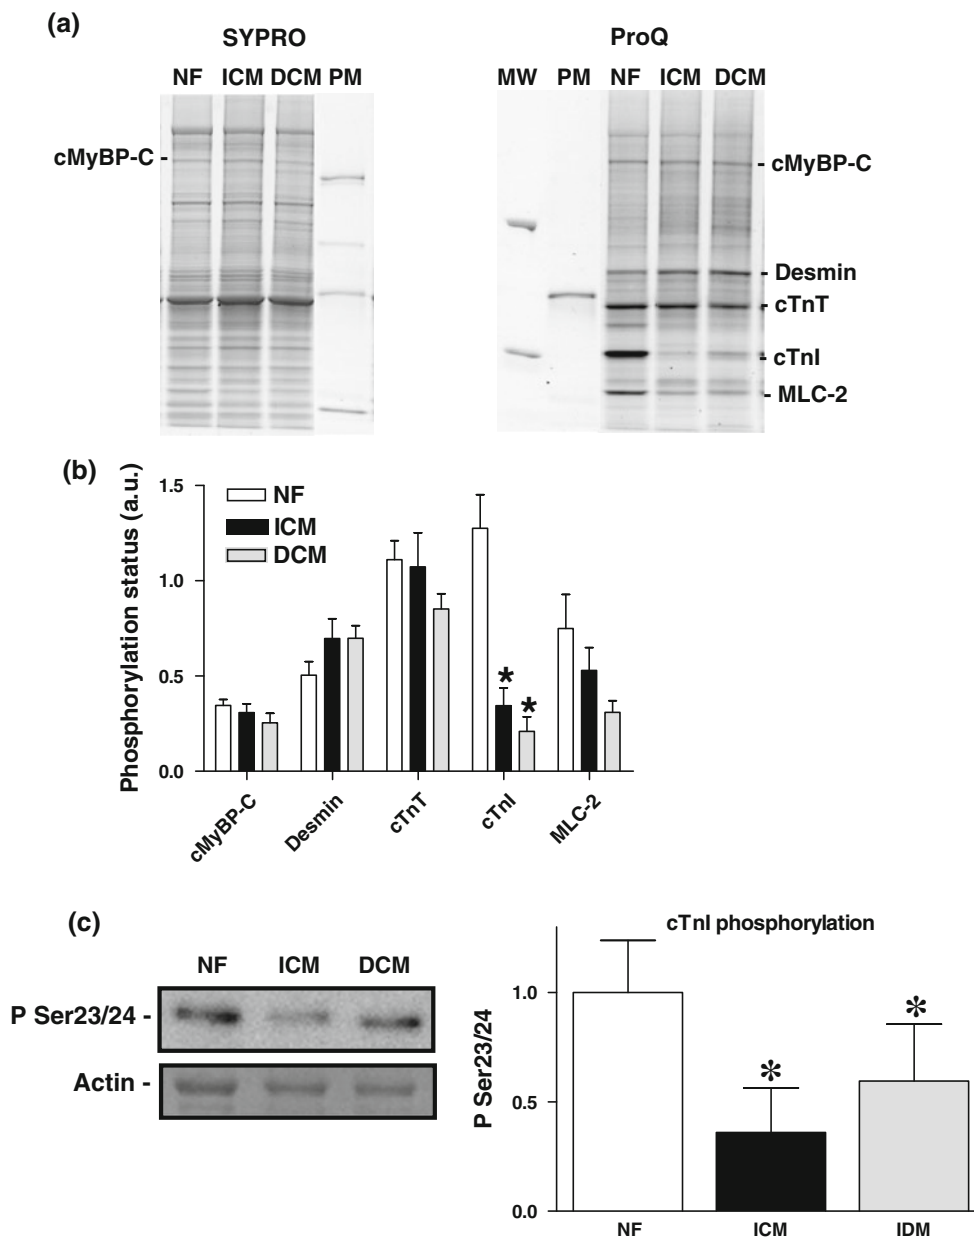 (a)
SYPRO
ProQ
NF ICM DCM PM
MW PM NF ICM DCM
cMyBP-C -
- cMyBP-C
- Desmin
- cTnT
- cTnI
- MLC-2
(b)
Phosphorylation status (a.u.)
1.5
1.0
0.5
0.0
NF
ICM
DCM
* *
cMyBP-C Desmin cTnT cTnI MLC-2
(c)
NF ICM DCM
P Ser23/24 -
Actin -
cTnI phosphorylation
P Ser23/24
1.0
0.5
0.0
* *
NF ICM IDM